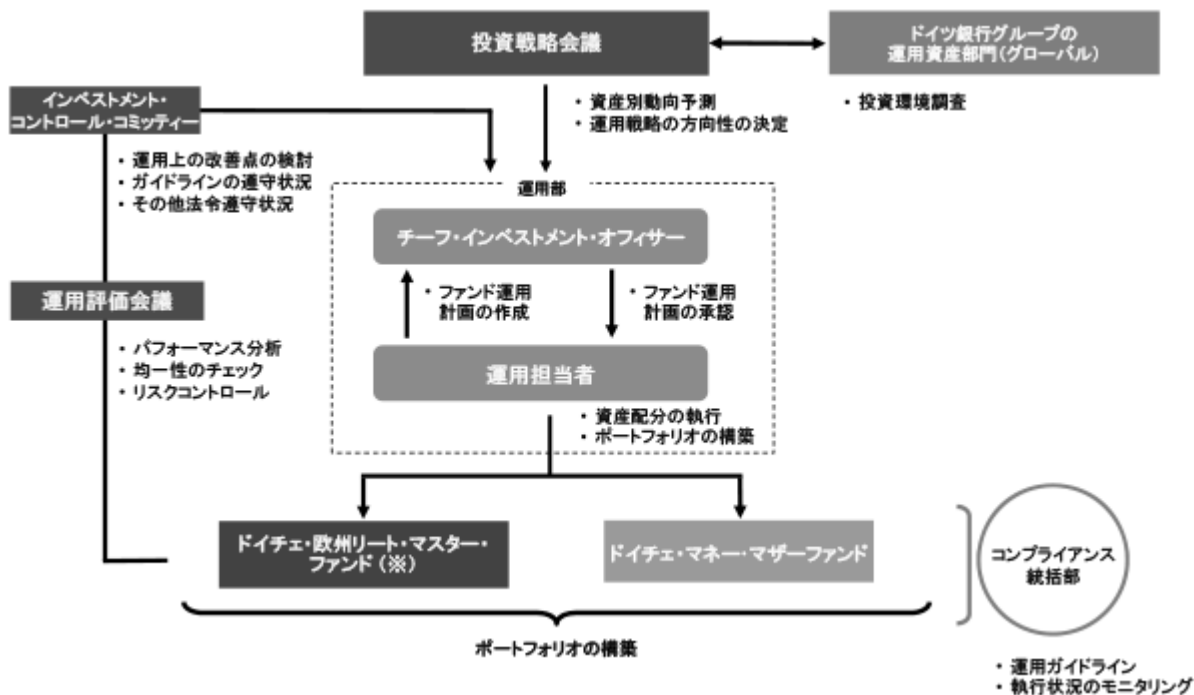 投資戦略会議
ドイツ銀行グループの
運用資産部門(グローバル)
・ 資産別動向予測
・ 運用戦略の方向性の決定
・ 投資環境調査
インベストメント・
コントロール・コミッティー
・ 運用上の改善点の検討
・ ガイドラインの遵守状況
・ その他法令遵守状況
運用部
チーフ・インベストメント・オフィサー
・ ファンド運用
計画の作成
・ ファンド運用
計画の承認
運用評価会議
・ パフォーマンス分析
・ 均一性のチェック
・ リスクコントロール
運用担当者
・ 資産配分の執行
・ ポートフォリオの構築
ドイチェ・欧州リート・マスター・
ファンド(※)
ドイチェ・マネー・マザーファンド
コンプライアンス
統括部
ポートフォリオの構築
・ 運用ガイドライン
・ 執行状況のモニタリング